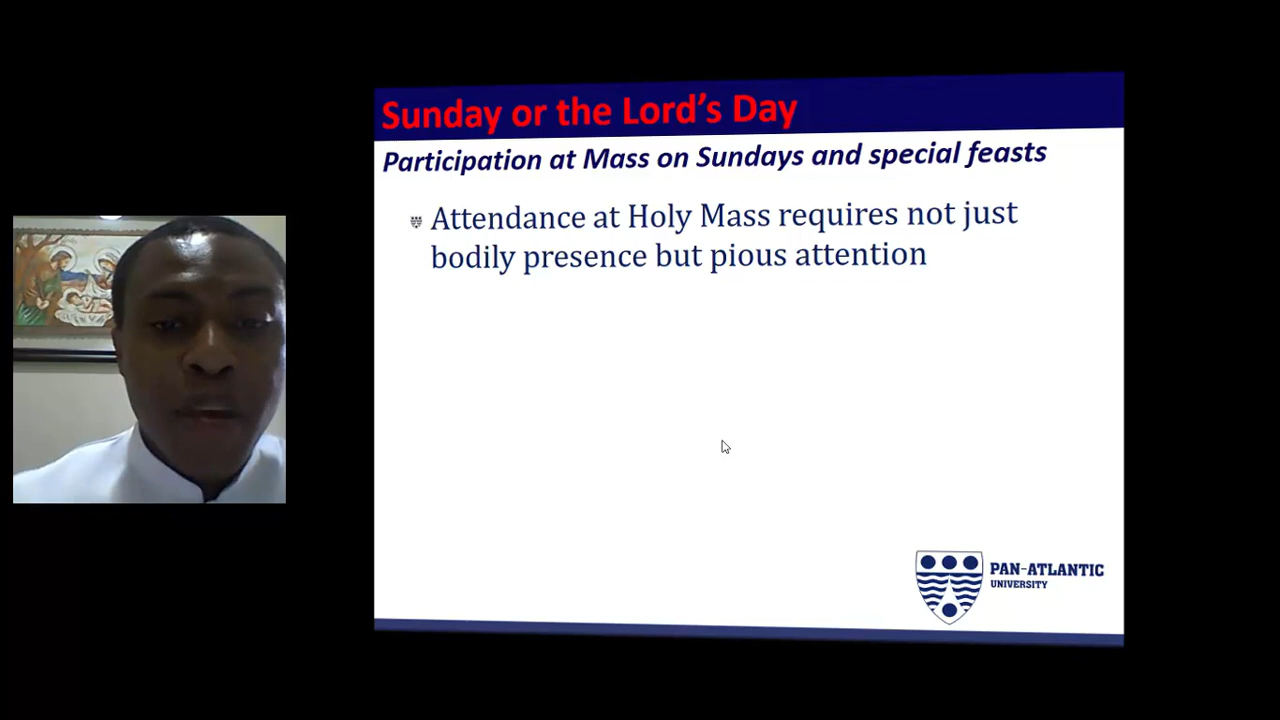 Sunday or the Lord's Day
Participation at Mass on Sundays and special feasts
Attendance at Holy Mass requires not just
bodily presence but pious attention
PAN-ATLANTIC
UNIVERSITY